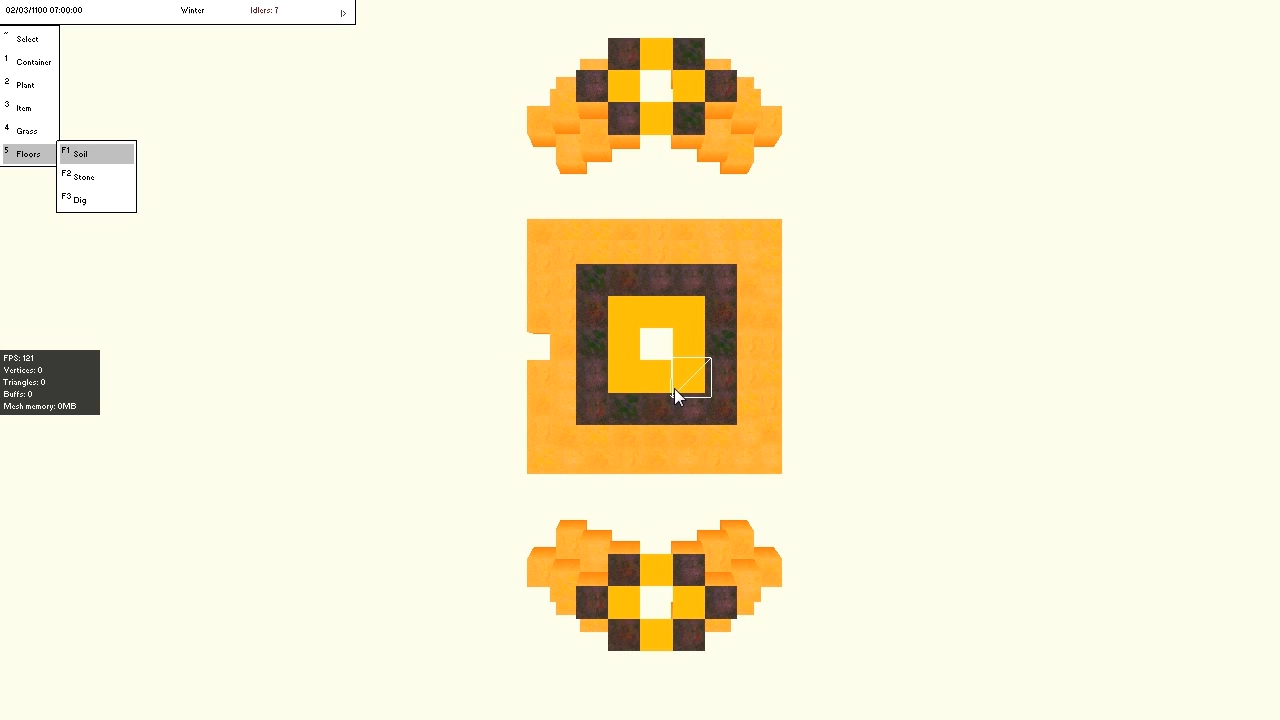 02/03/1100 07:00:00 Winter Idlers: 7
~ Select
1 Container
2 Plant
3 Item
4 Grass
5 Floors
F1 Soil
F2 Stone
F3 Dig
FPS: 121
Vertices: 0
Triangles: 0
Buffs: 0
Mesh memory: 0MB